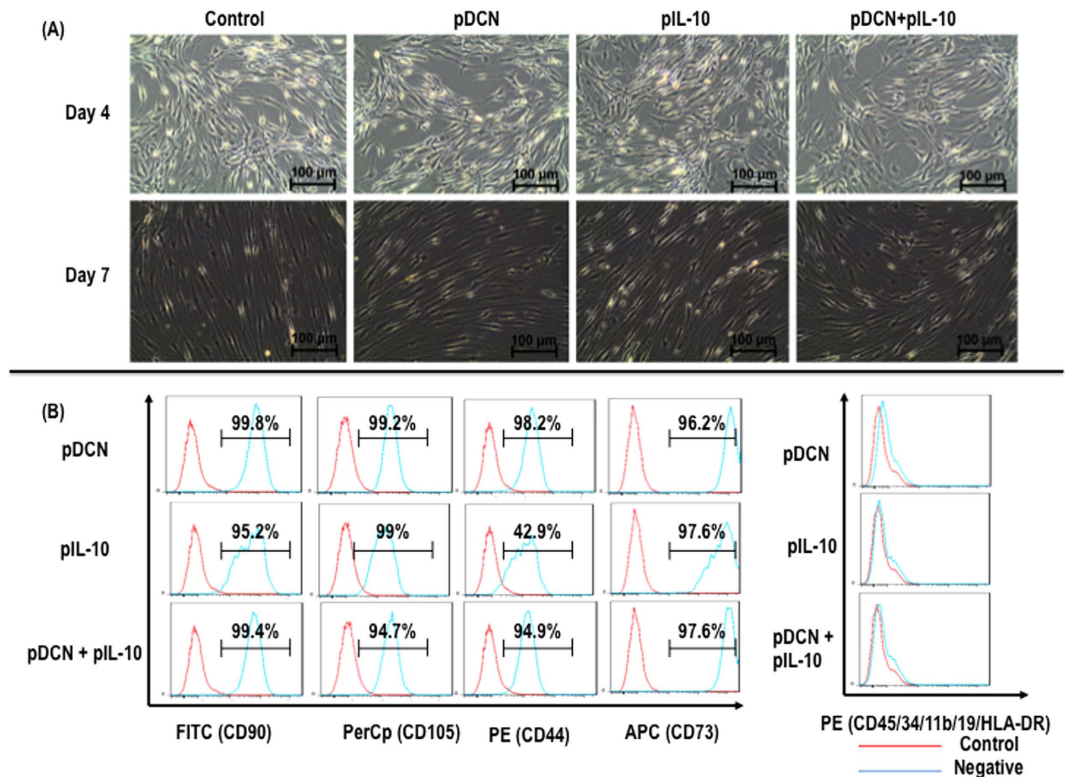 (A)
Control pDCN pIL-10 pDCN+pIL-10
Day 4
100 µm 100 µm 100 µm 100 µm
Day 7
100 µm 100 µm 100 µm 100 µm
(B)
pDCN 99.8% 99.2% 98.2% 96.2% pDCN
pIL-10 95.2% 99% 42.9% 97.6% pIL-10
pDCN + pIL-10 99.4% 94.7% 94.9% 97.6% pDCN +
pIL-10
FITC (CD90) PerCp (CD105) PE (CD44) APC (CD73) PE (CD45/34/11b/19/HLA-DR)
Control
Negative